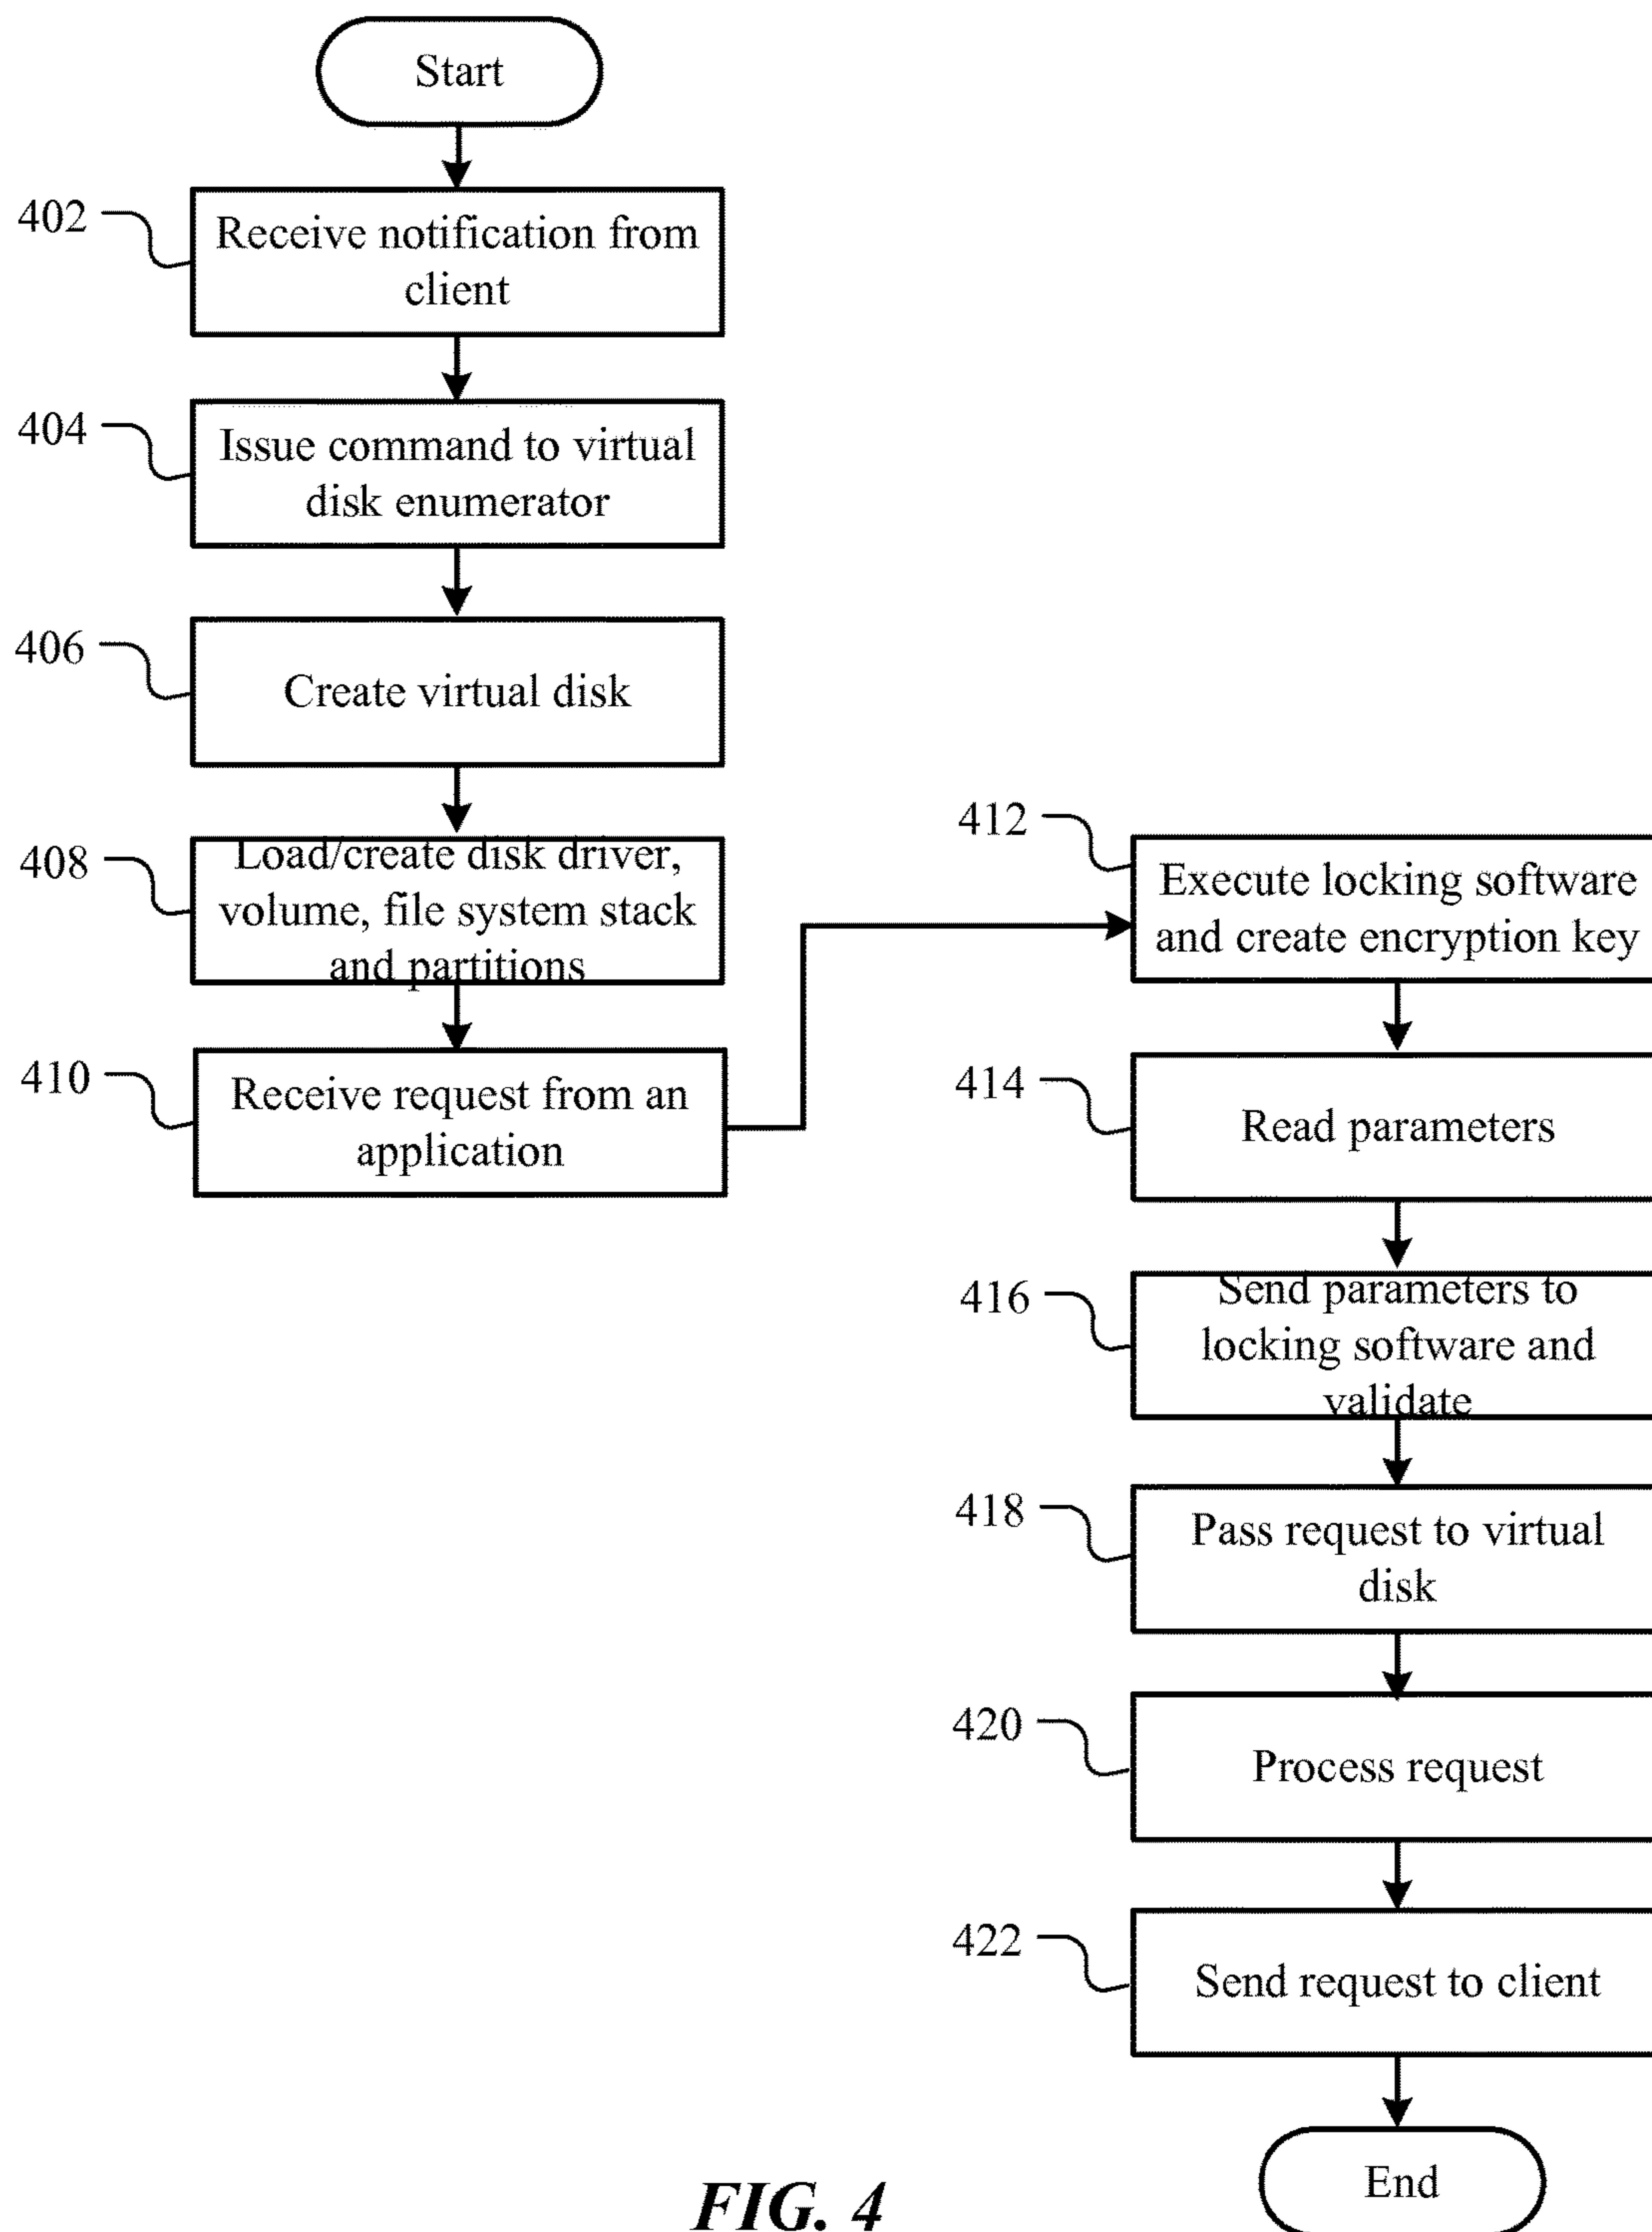 Start
402
Receive notification from
client
404
Issue command to virtual
disk enumerator
406
Create virtual disk
408
Load/create disk driver,
volume, file system stack
and partitions
410
Receive request from an
application
412
Execute locking software
and create encryption key
414
Read parameters
416
Send parameters to
locking software and
validate
418
Pass request to virtual
disk
420
Process request
422
Send request to client
End
FIG. 4